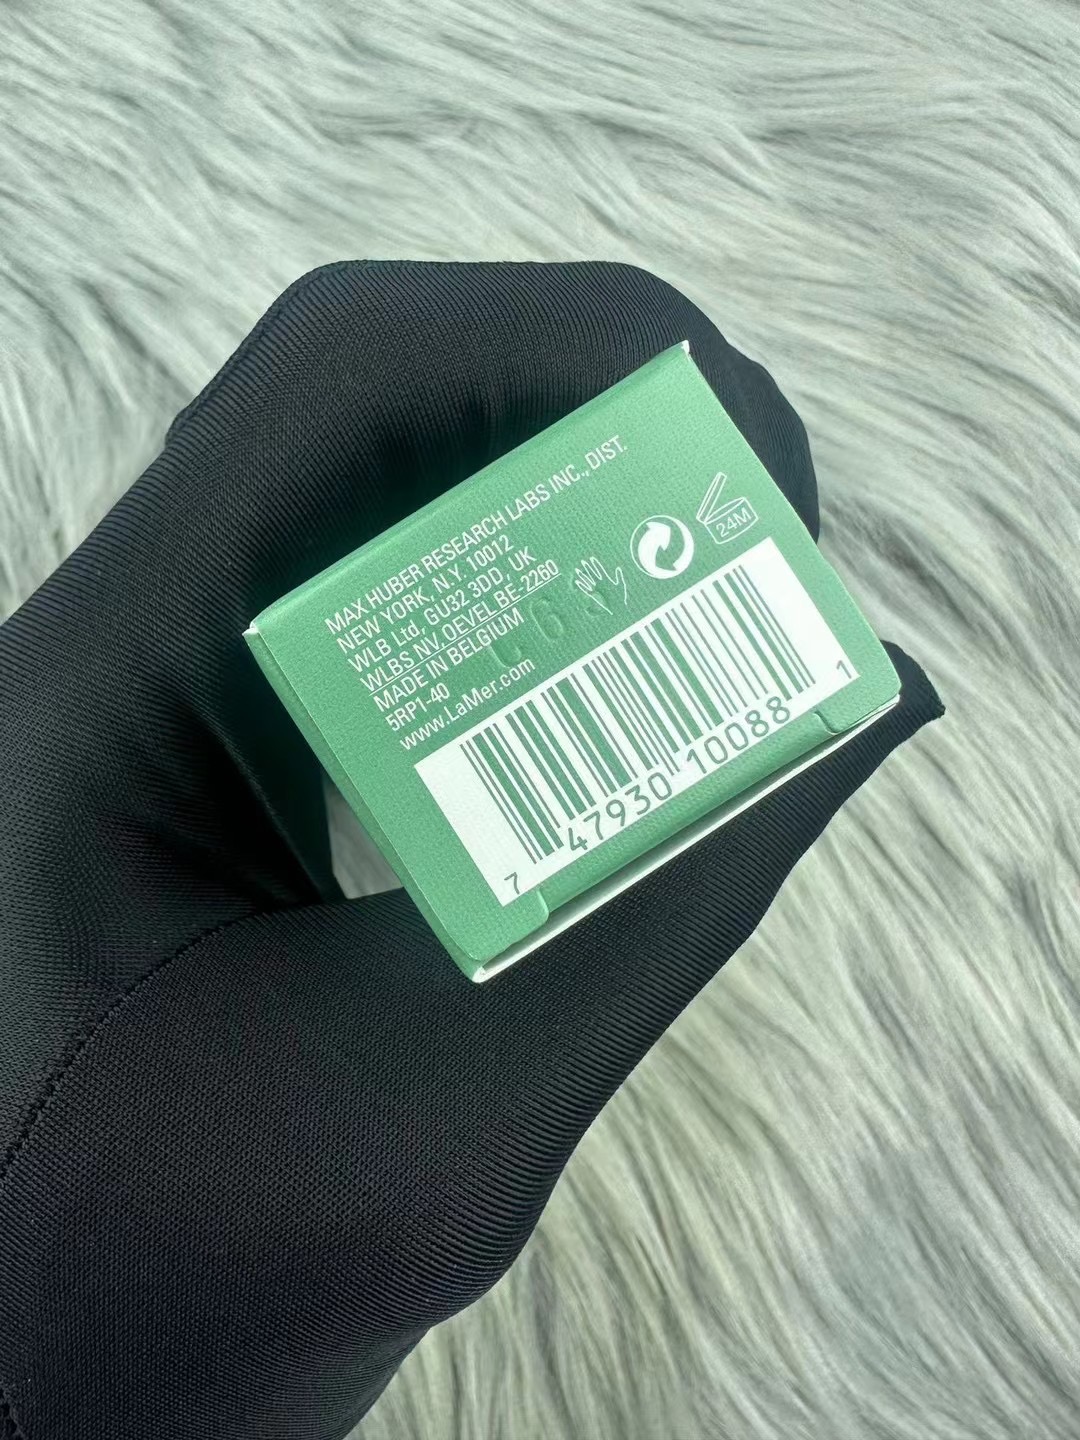 MAX HUBER RESEARCH LABS INC., DIST.
NEW YORK, N.Y. 10012
WLB Ltd, GU32 3DD, UK
WLBS NV, OEVEL BE-2260
MADE IN BELGIUM
5RP1-40
www.LaMer.com
24M
7 47930 10088 1